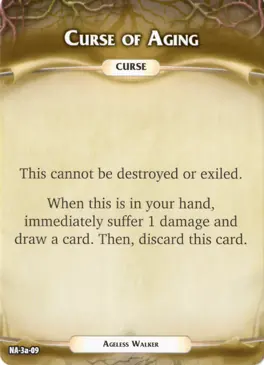 CURSE OF AGING
CURSE
This cannot be destroyed or exiled.
When this is in your hand,
immediately suffer 1 damage and
draw a card. Then, discard this card.
AGELESS WALKER
NA-3a-09